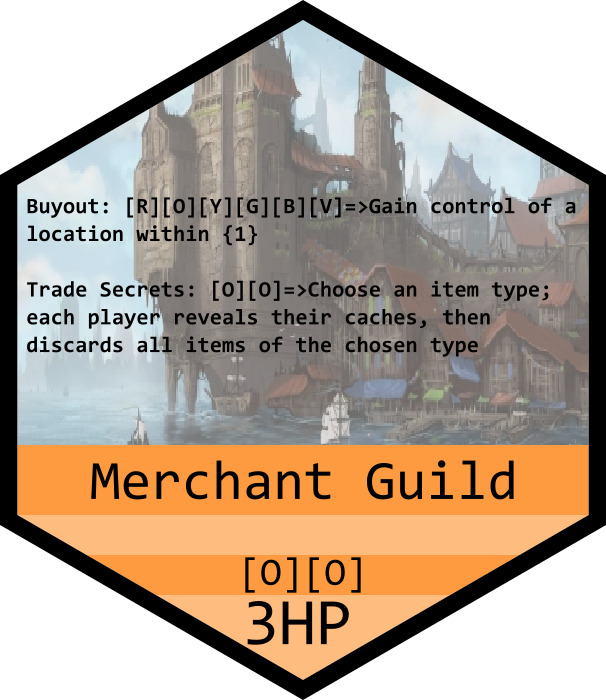 Buyout: [R][O][Y][G][B][V]=>Gain control of a
location within {1}
Trade Secrets: [O][O]=>Choose an item type;
each player reveals their caches, then
discards all items of the chosen type
Merchant Guild
[O][O]
3HP